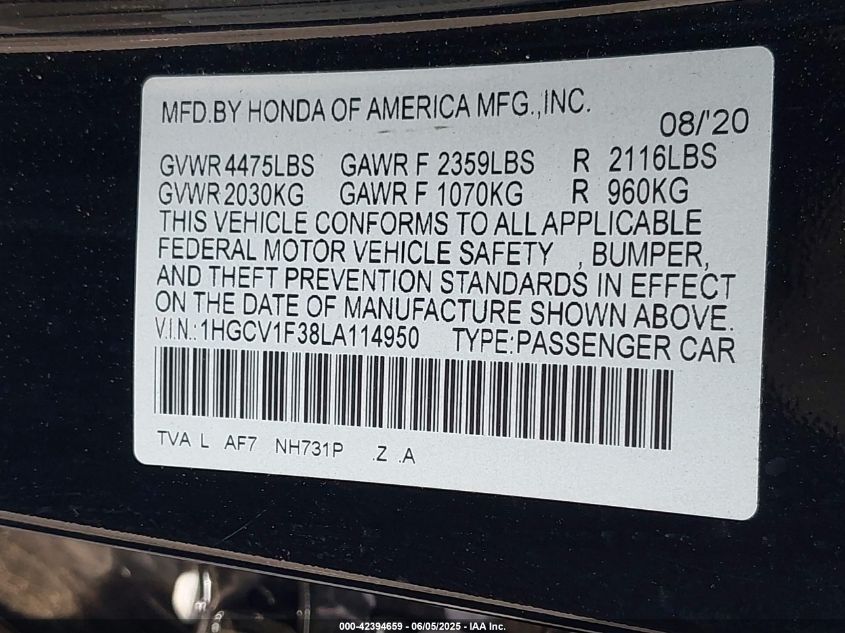 MFD.BY HONDA OF AMERICA MFG.,INC.
08/'20
GVWR 4475LBS GAWR F 2359LBS R 2116LBS
GVWR 2030KG GAWR F 1070KG R 960KG
THIS VEHICLE CONFORMS TO ALL APPLICABLE
FEDERAL MOTOR VEHICLE SAFETY , BUMPER,
AND THEFT PREVENTION STANDARDS IN EFFECT
ON THE DATE OF MANUFACTURE SHOWN ABOVE.
V.I.N.:1HGCV1F38LA114950 TYPE:PASSENGER CAR
TVA L AF7 NH731P .Z .A
000-42394659 - 06/05/2025 - IAA Inc.